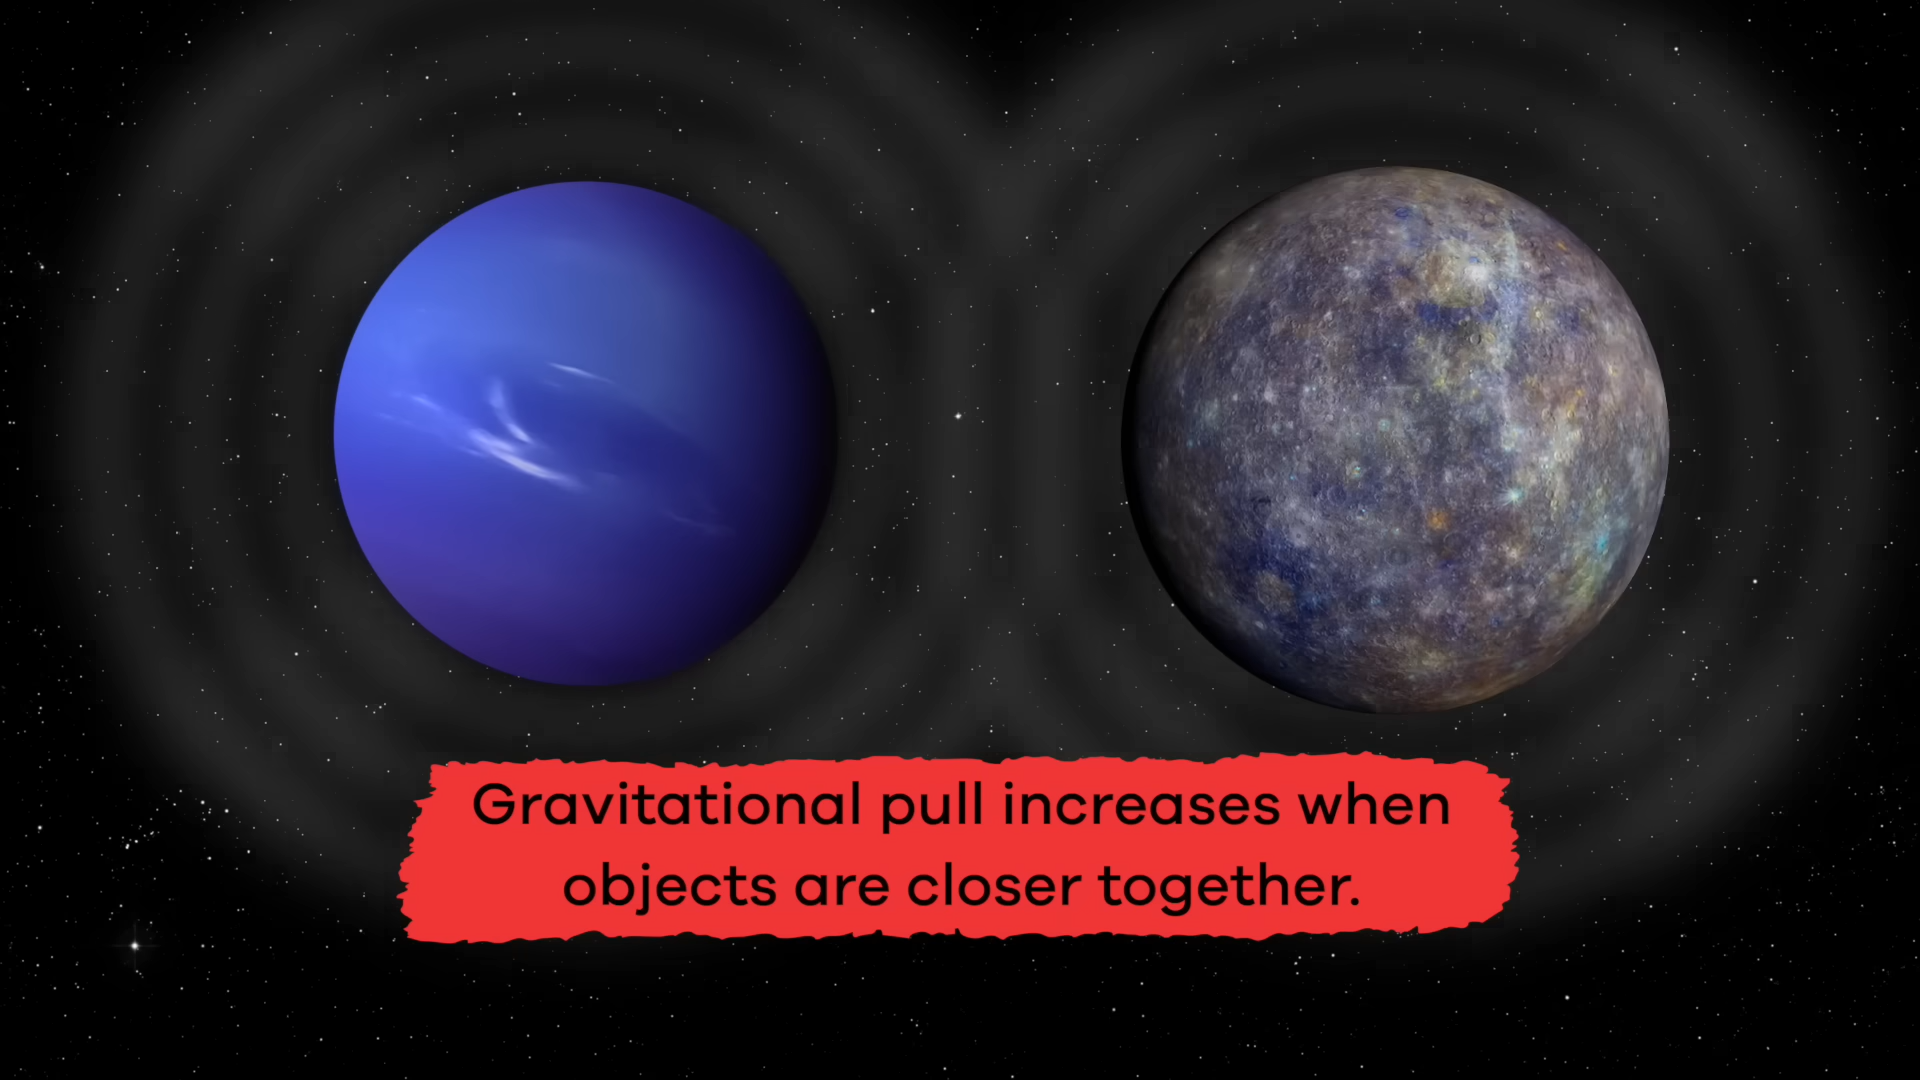 Gravitational pull increases when
objects are closer together.